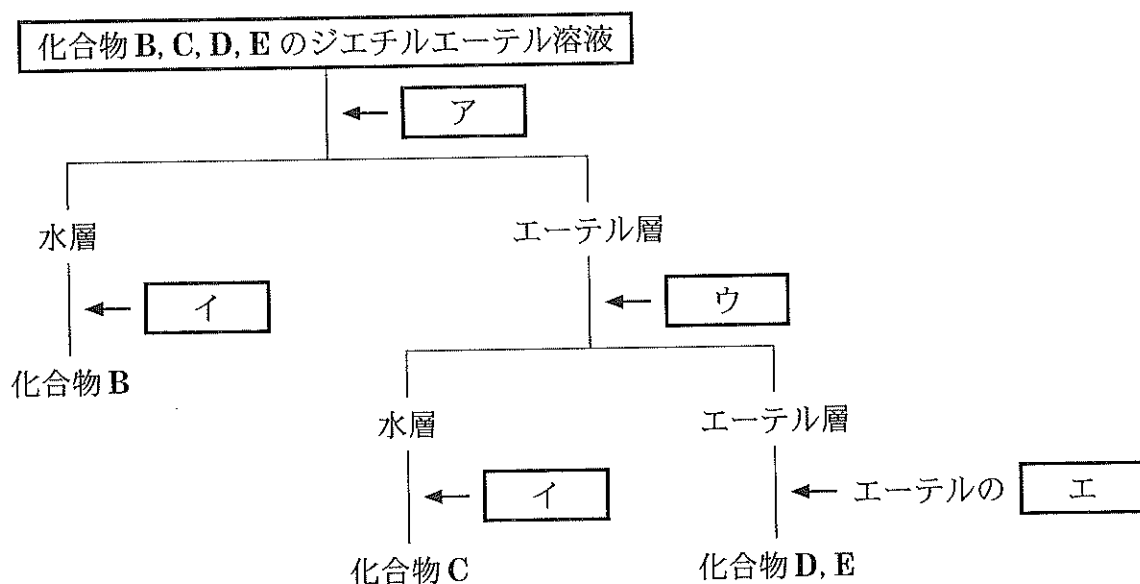 化合物 B, C, D, E のジエチルエーテル溶液
ア
水層
エーテル層
イ
ウ
化合物 B
水層
エーテル層
イ
エーテルの エ
化合物 C
化合物 D, E